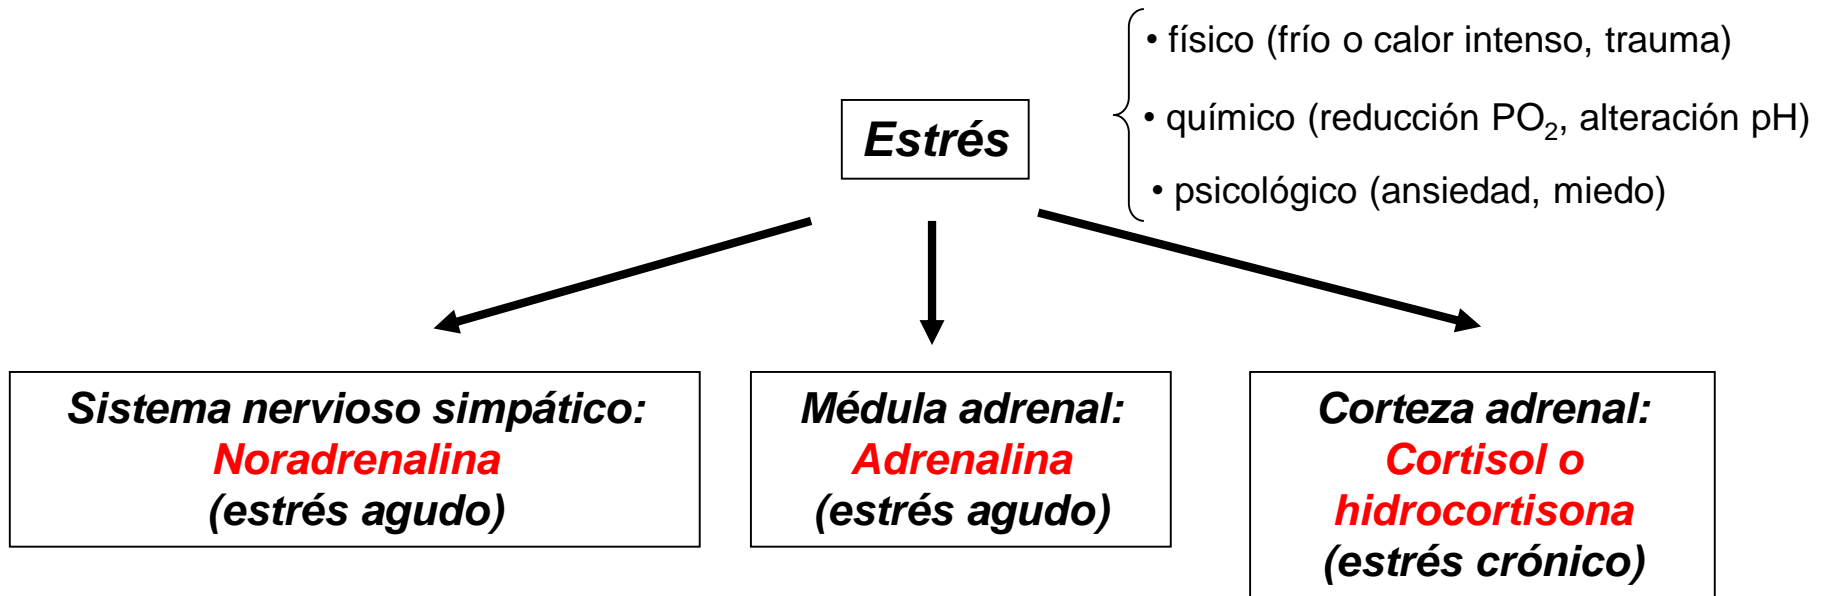 • físico (frío o calor intenso, trauma)
Estrés
• químico (reducción PO₂, alteración pH)
• psicológico (ansiedad, miedo)
Sistema nervioso simpático:
Noradrenalina
(estrés agudo)
Médula adrenal:
Adrenalina
(estrés agudo)
Corteza adrenal:
Cortisol o
hidrocortisona
(estrés crónico)